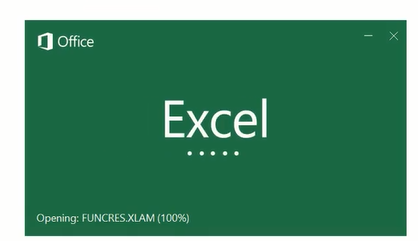 Office
Excel
Opening: FUNCRES.XLAM (100%)